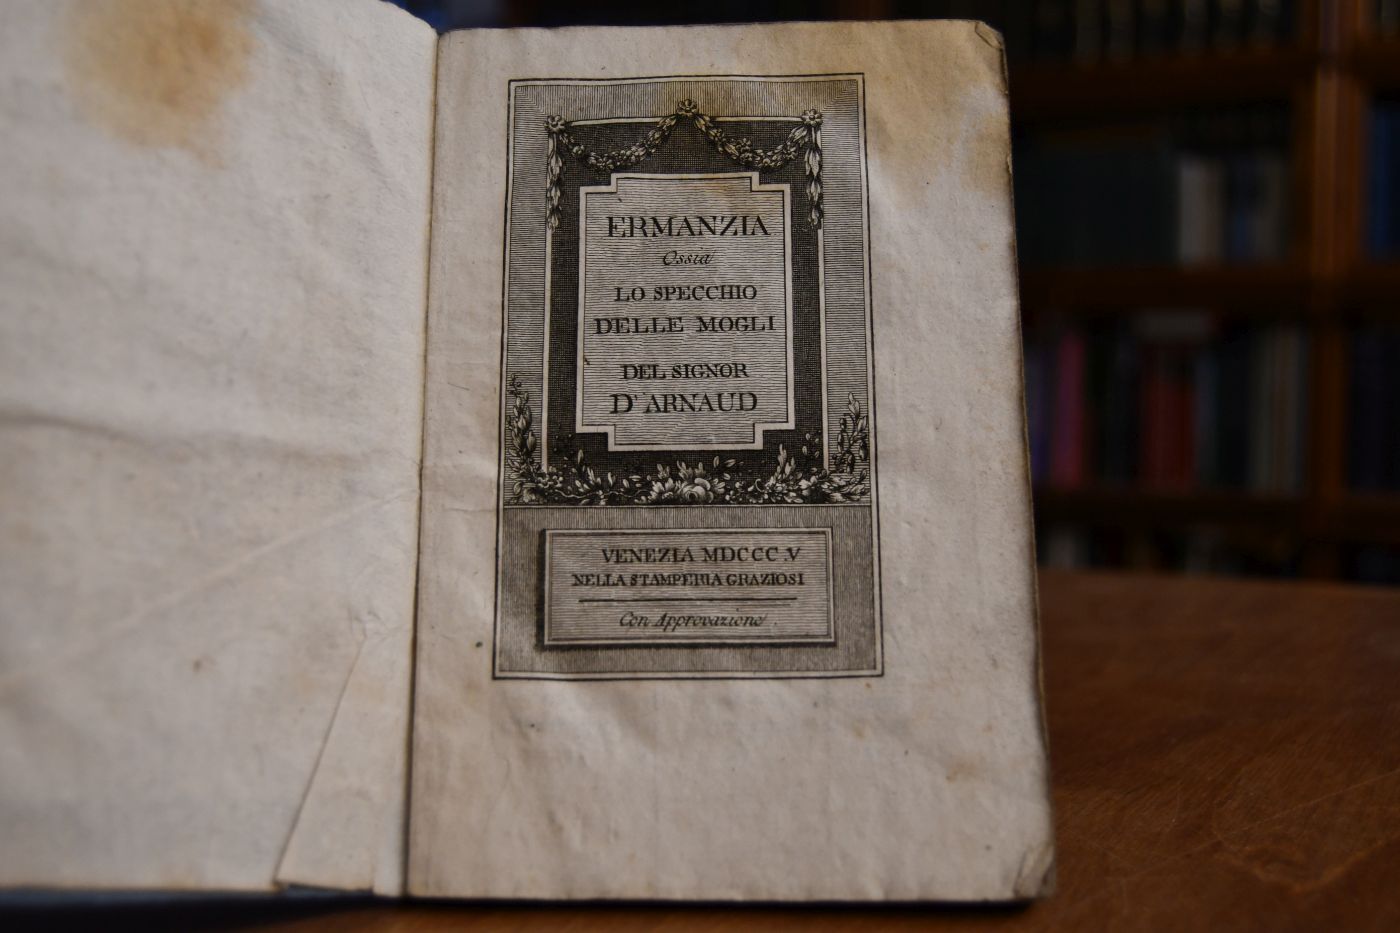 ERMANZIA
Ossia
LO SPECCHIO
DELLE MOGLI
DEL SIGNOR
D'ARNAUD
VENEZIA MDCCC.V
NELLA STAMPERIA GRAZIOSI
Con Approvazione.